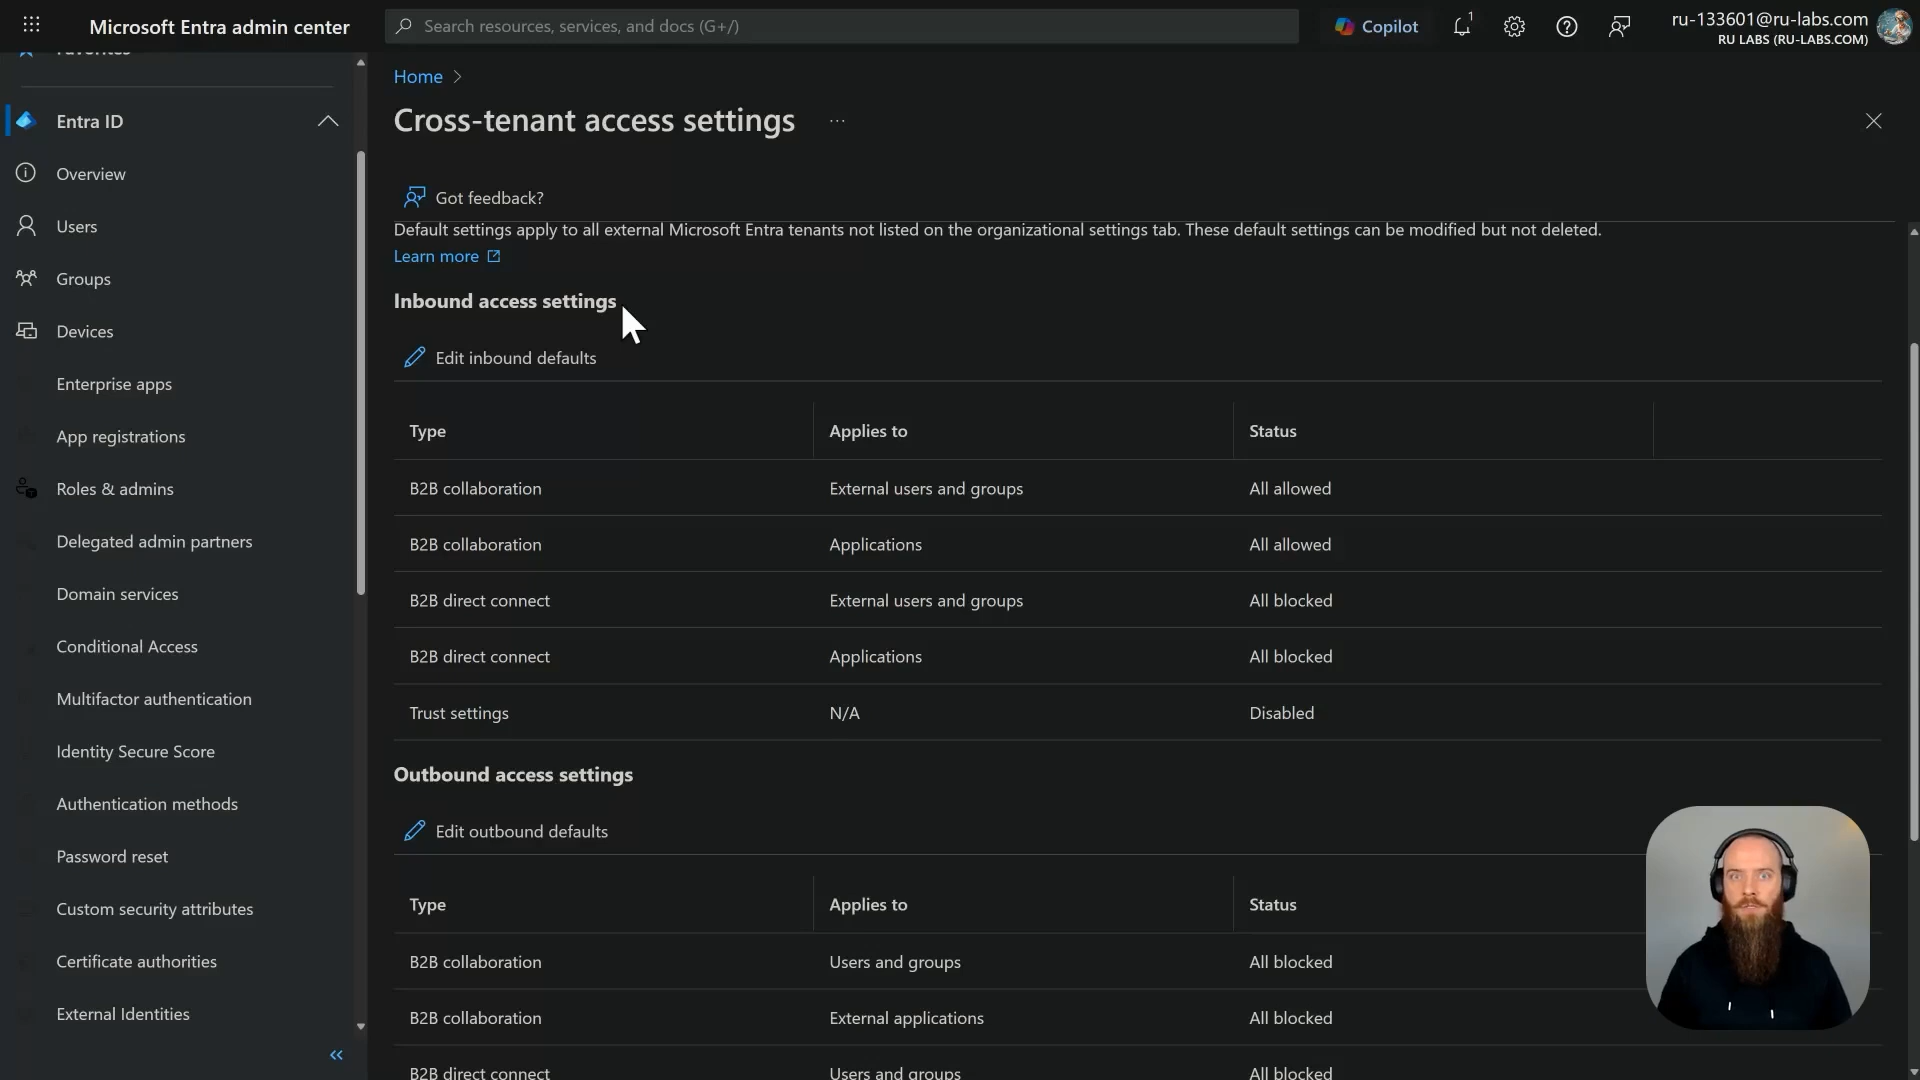 Microsoft Entra admin center
Search resources, services, and docs (G+/)
Copilot
1
ru-133601@ru-labs.com
RU LABS (RU-LABS.COM)
Favorites
Entra ID
Overview
Users
Groups
Devices
Enterprise apps
App registrations
Roles & admins
Delegated admin partners
Domain services
Conditional Access
Multifactor authentication
Identity Secure Score
Authentication methods
Password reset
Custom security attributes
Certificate authorities
External Identities
Home
Cross-tenant access settings
...
Got feedback?
Default settings apply to all external Microsoft Entra tenants not listed on the organizational settings tab. These default settings can be modified but not deleted.
Learn more
Inbound access settings
Edit inbound defaults
Type Applies to Status
B2B collaboration External users and groups All allowed
B2B collaboration Applications All allowed
B2B direct connect External users and groups All blocked
B2B direct connect Applications All blocked
Trust settings N/A Disabled
Outbound access settings
Edit outbound defaults
Type Applies to Status
B2B collaboration Users and groups All blocked
B2B collaboration External applications All blocked
B2B direct connect Users and groups All blocked